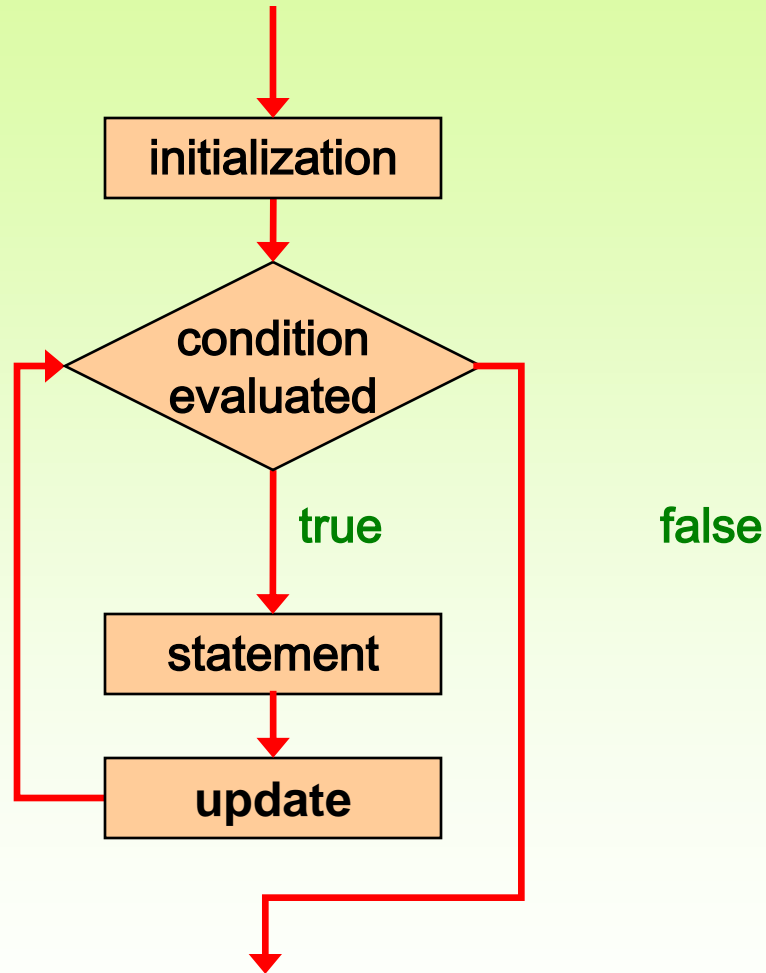 initialization
condition
evaluated
true
false
statement
update